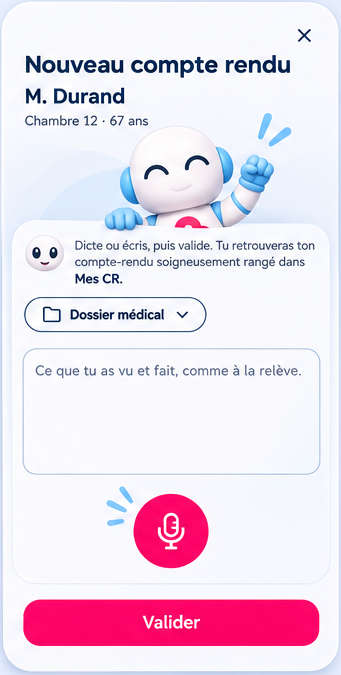 Nouveau compte rendu
M. Durand
Chambre 12 · 67 ans
Dicte ou écris, puis valide. Tu retrouveras ton
compte-rendu soigneusement rangé dans
Mes CR.
Dossier médical
Ce que tu as vu et fait, comme à la relève.
Valider